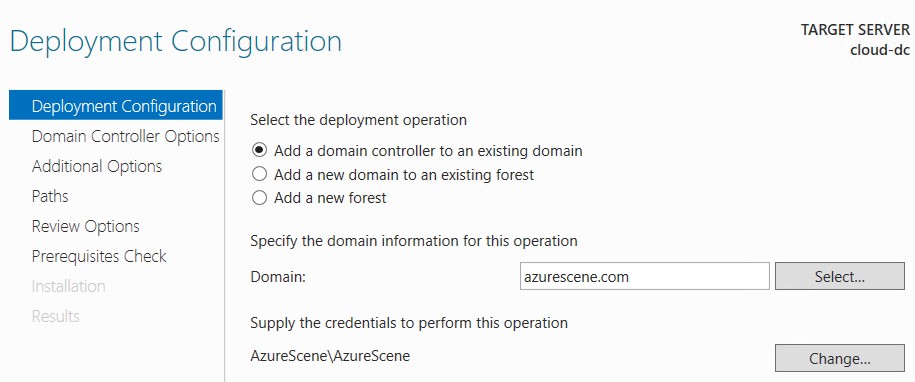 Deployment Configuration
TARGET SERVER
cloud-dc
Deployment Configuration
Domain Controller Options
Additional Options
Paths
Review Options
Prerequisites Check
Installation
Results
Select the deployment operation
Add a domain controller to an existing domain
Add a new domain to an existing forest
Add a new forest
Specify the domain information for this operation
Domain:
azurescene.com
Select...
Supply the credentials to perform this operation
AzureScene\AzureScene
Change...